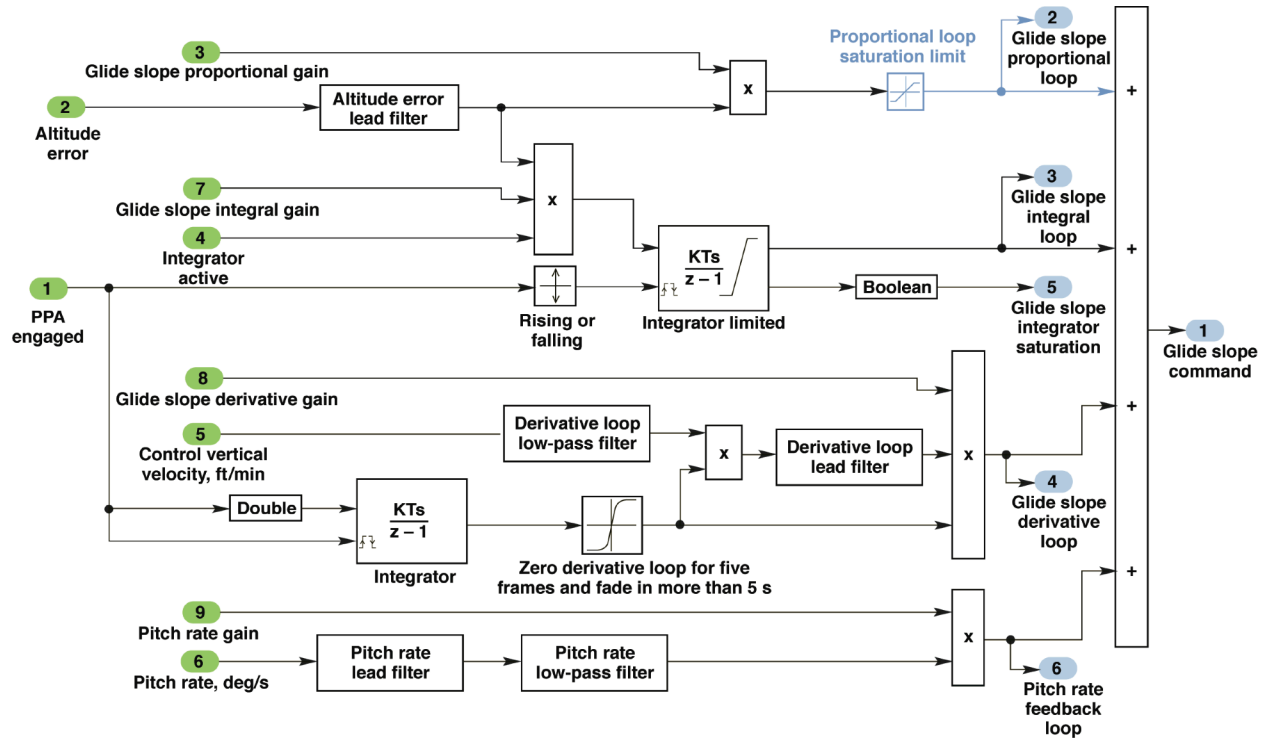 3
Glide slope proportional gain
2
Altitude
error
Altitude error
lead filter
x
Proportional loop
saturation limit
2
Glide slope
proportional
loop
+
7
Glide slope integral gain
4
Integrator
active
x
3
Glide slope
integral
loop
+
1
PPA
engaged
Rising or
falling
KTs
z – 1
Integrator limited
Boolean
5
Glide slope
integrator
saturation
1
Glide slope
command
8
Glide slope derivative gain
5
Control vertical
velocity, ft/min
Derivative loop
low-pass filter
x
Derivative loop
lead filter
x
+
4
Glide slope
derivative
loop
Double
KTs
z – 1
Integrator
Zero derivative loop for five
frames and fade in more than 5 s
9
Pitch rate gain
6
Pitch rate, deg/s
Pitch rate
lead filter
Pitch rate
low-pass filter
x
+
6
Pitch rate
feedback
loop